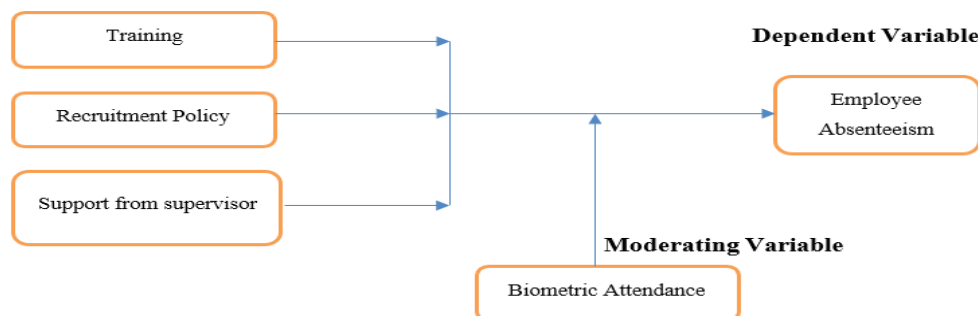 Training
Dependent Variable
Recruitment Policy
Employee
Absenteeism
Support from supervisor
Moderating Variable
Biometric Attendance